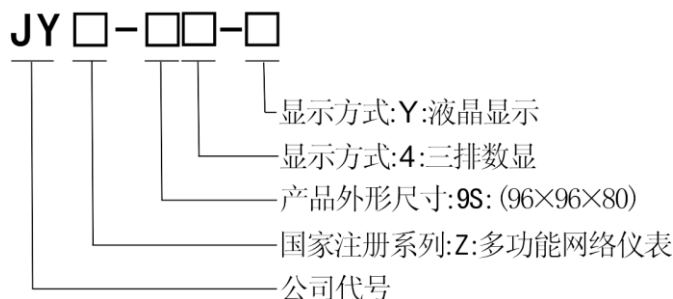 JY□-□□-□
显示方式:Y:液晶显示
显示方式:4:三排数显
产品外形尺寸:9S:(96×96×80)
国家注册系列:Z:多功能网络仪表
公司代号